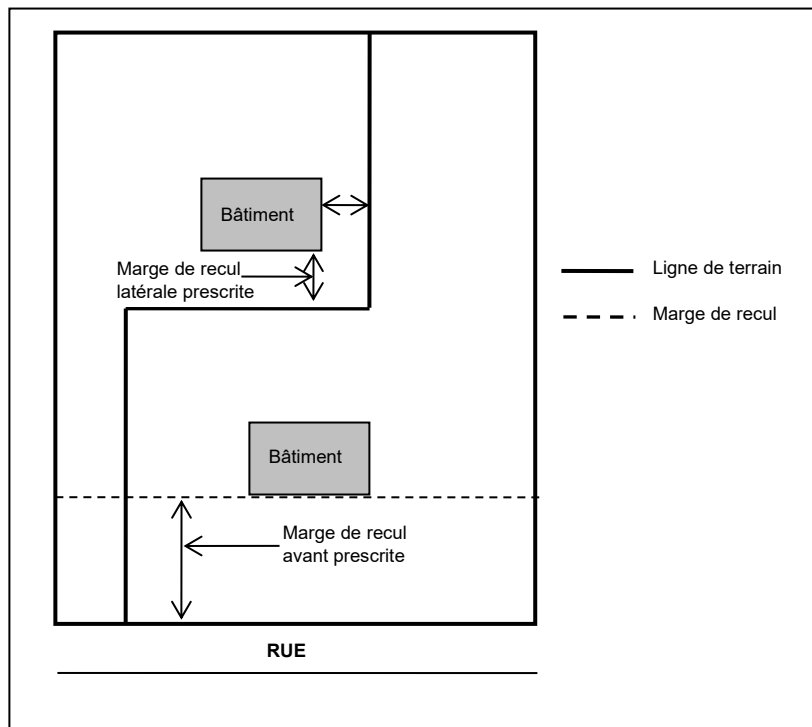 Bâtiment
Marge de recul
latérale prescrite
Ligne de terrain
Marge de recul
Bâtiment
Marge de recul
avant prescrite
RUE